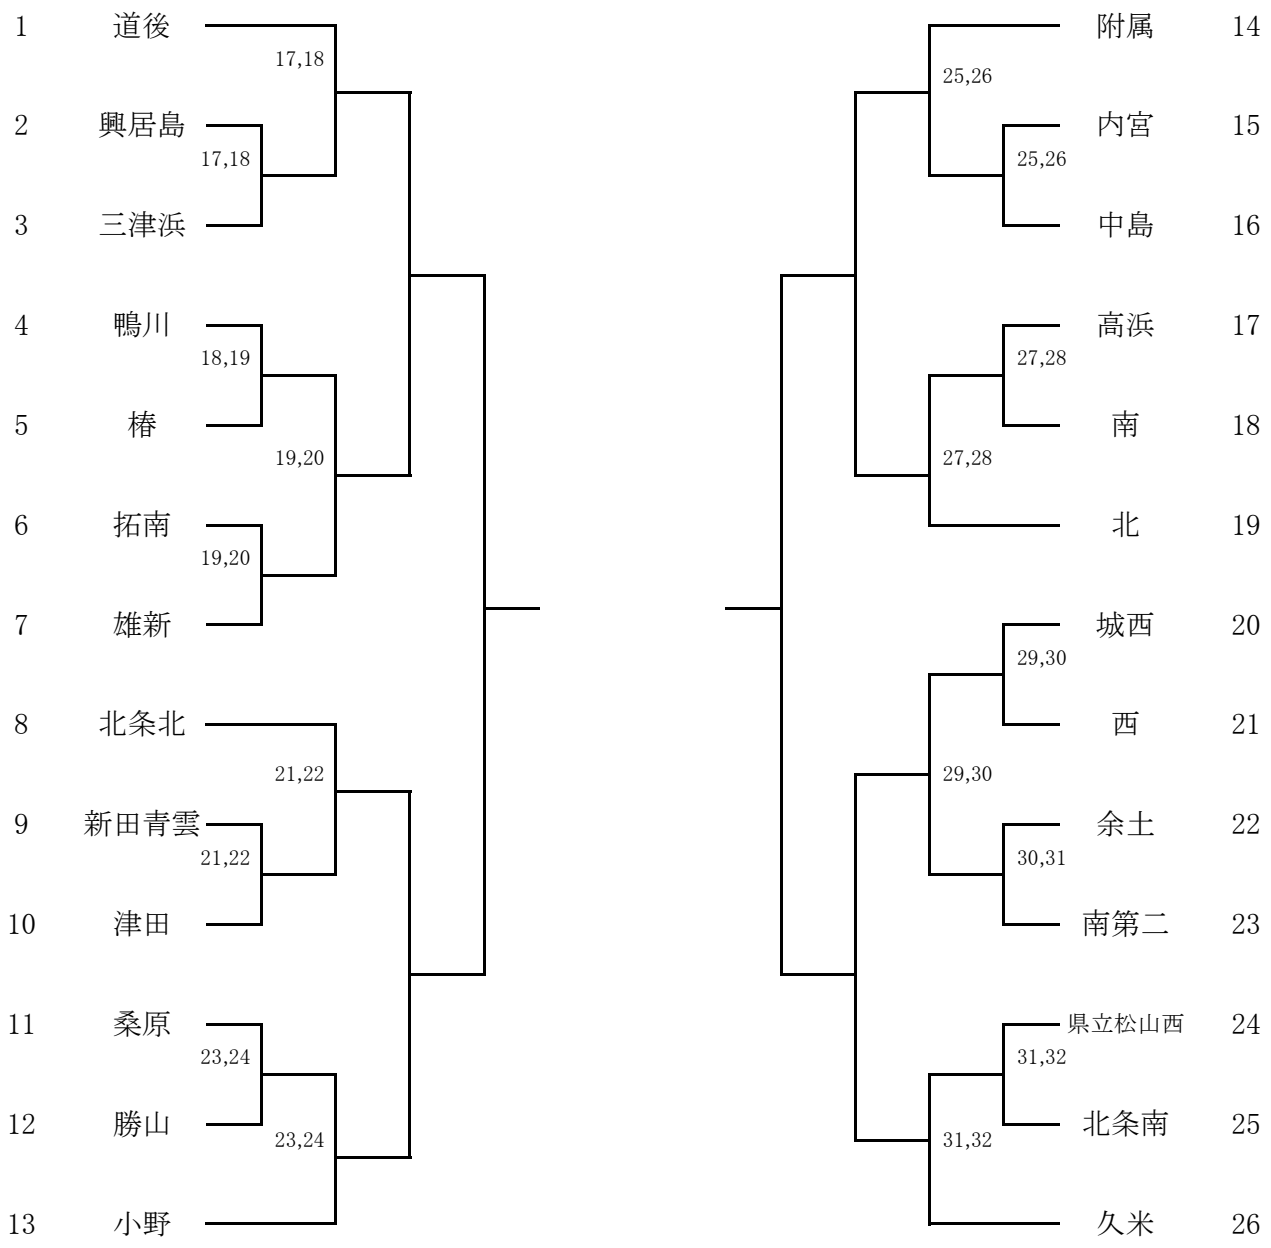 1 道後
17,18
2 興居島
17,18
3 三津浜
4 鴨川
18,19
5 椿
19,20
6 拓南
19,20
7 雄新
8 北条北
21,22
9 新田青雲
21,22
10 津田
11 桑原
23,24
12 勝山
23,24
13 小野
附属 14
25,26
内宮 15
25,26
中島 16
高浜 17
27,28
南 18
27,28
北 19
城西 20
29,30
西 21
29,30
余土 22
30,31
南第二 23
県立松山西 24
31,32
北条南 25
31,32
久米 26